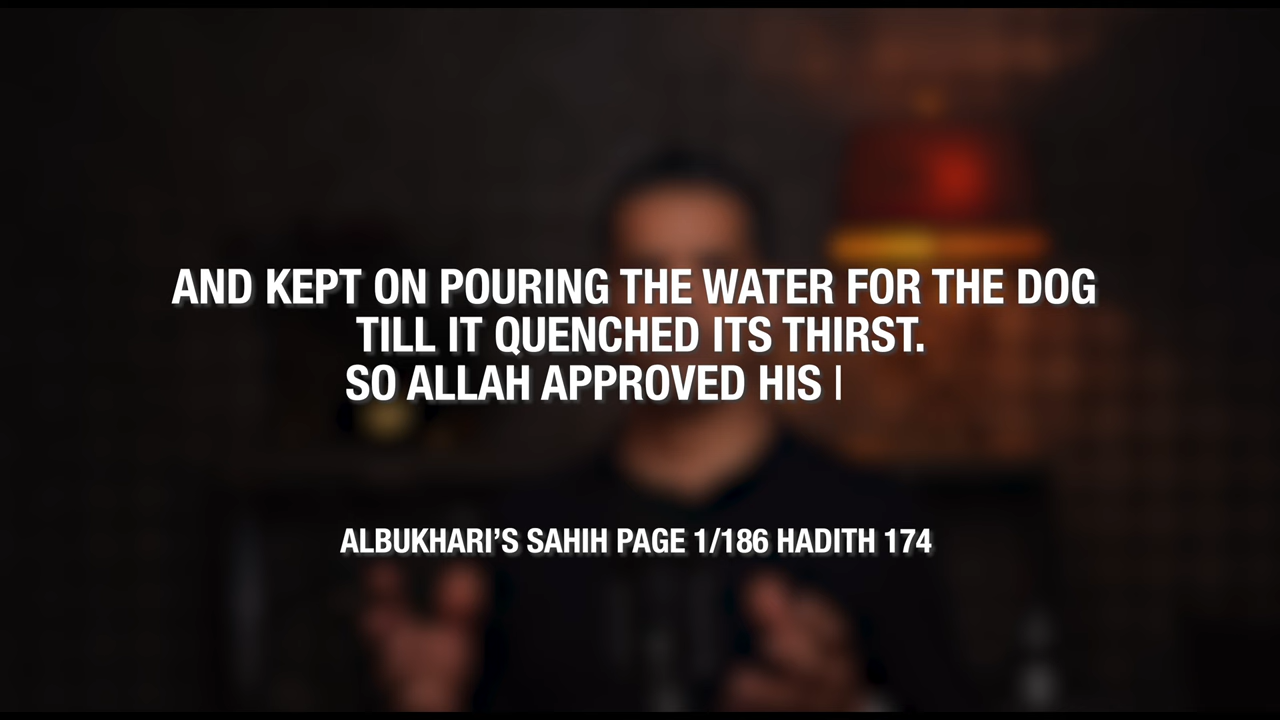 AND KEPT ON POURING THE WATER FOR THE DOG
TILL IT QUENCHED ITS THIRST.
SO ALLAH APPROVED HIS
ALBUKHARI’S SAHIH PAGE 1/186 HADITH 174